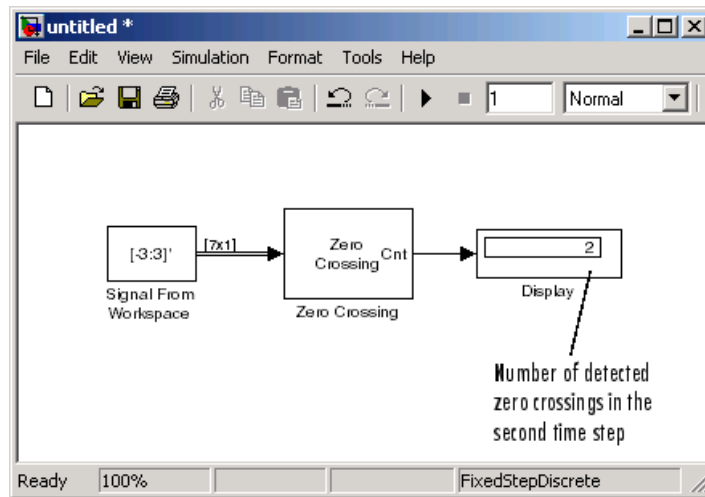 untitled *
File Edit View Simulation Format Tools Help
1 Normal
[-3:3]'
[7x1]
Signal From
Workspace
Zero
Crossing
Cnt
Zero Crossing
2
Display
Number of detected
zero crossings in the
second time step
Ready 100% FixedStepDiscrete